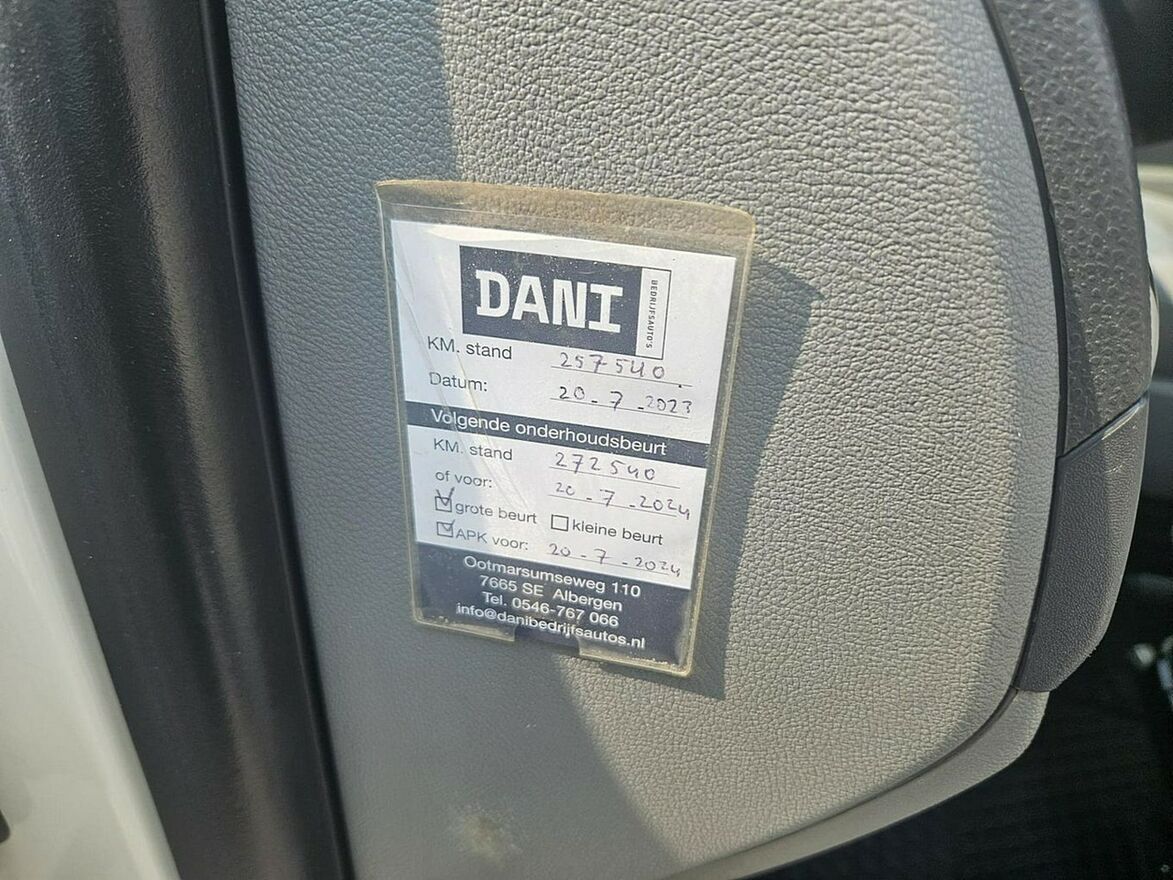 DANI
BEDRIJFSAUTO'S
KM. stand 257540
Datum: 20-7-2023
Volgende onderhoudsbeurt
KM. stand 272540
of voor: 20-7-2024
grote beurt kleine beurt
APK voor: 20-7-2024
Ootmarsumseweg 110
7665 SE Albergen
Tel. 0546-767 066
info@danibedrijfsautos.nl